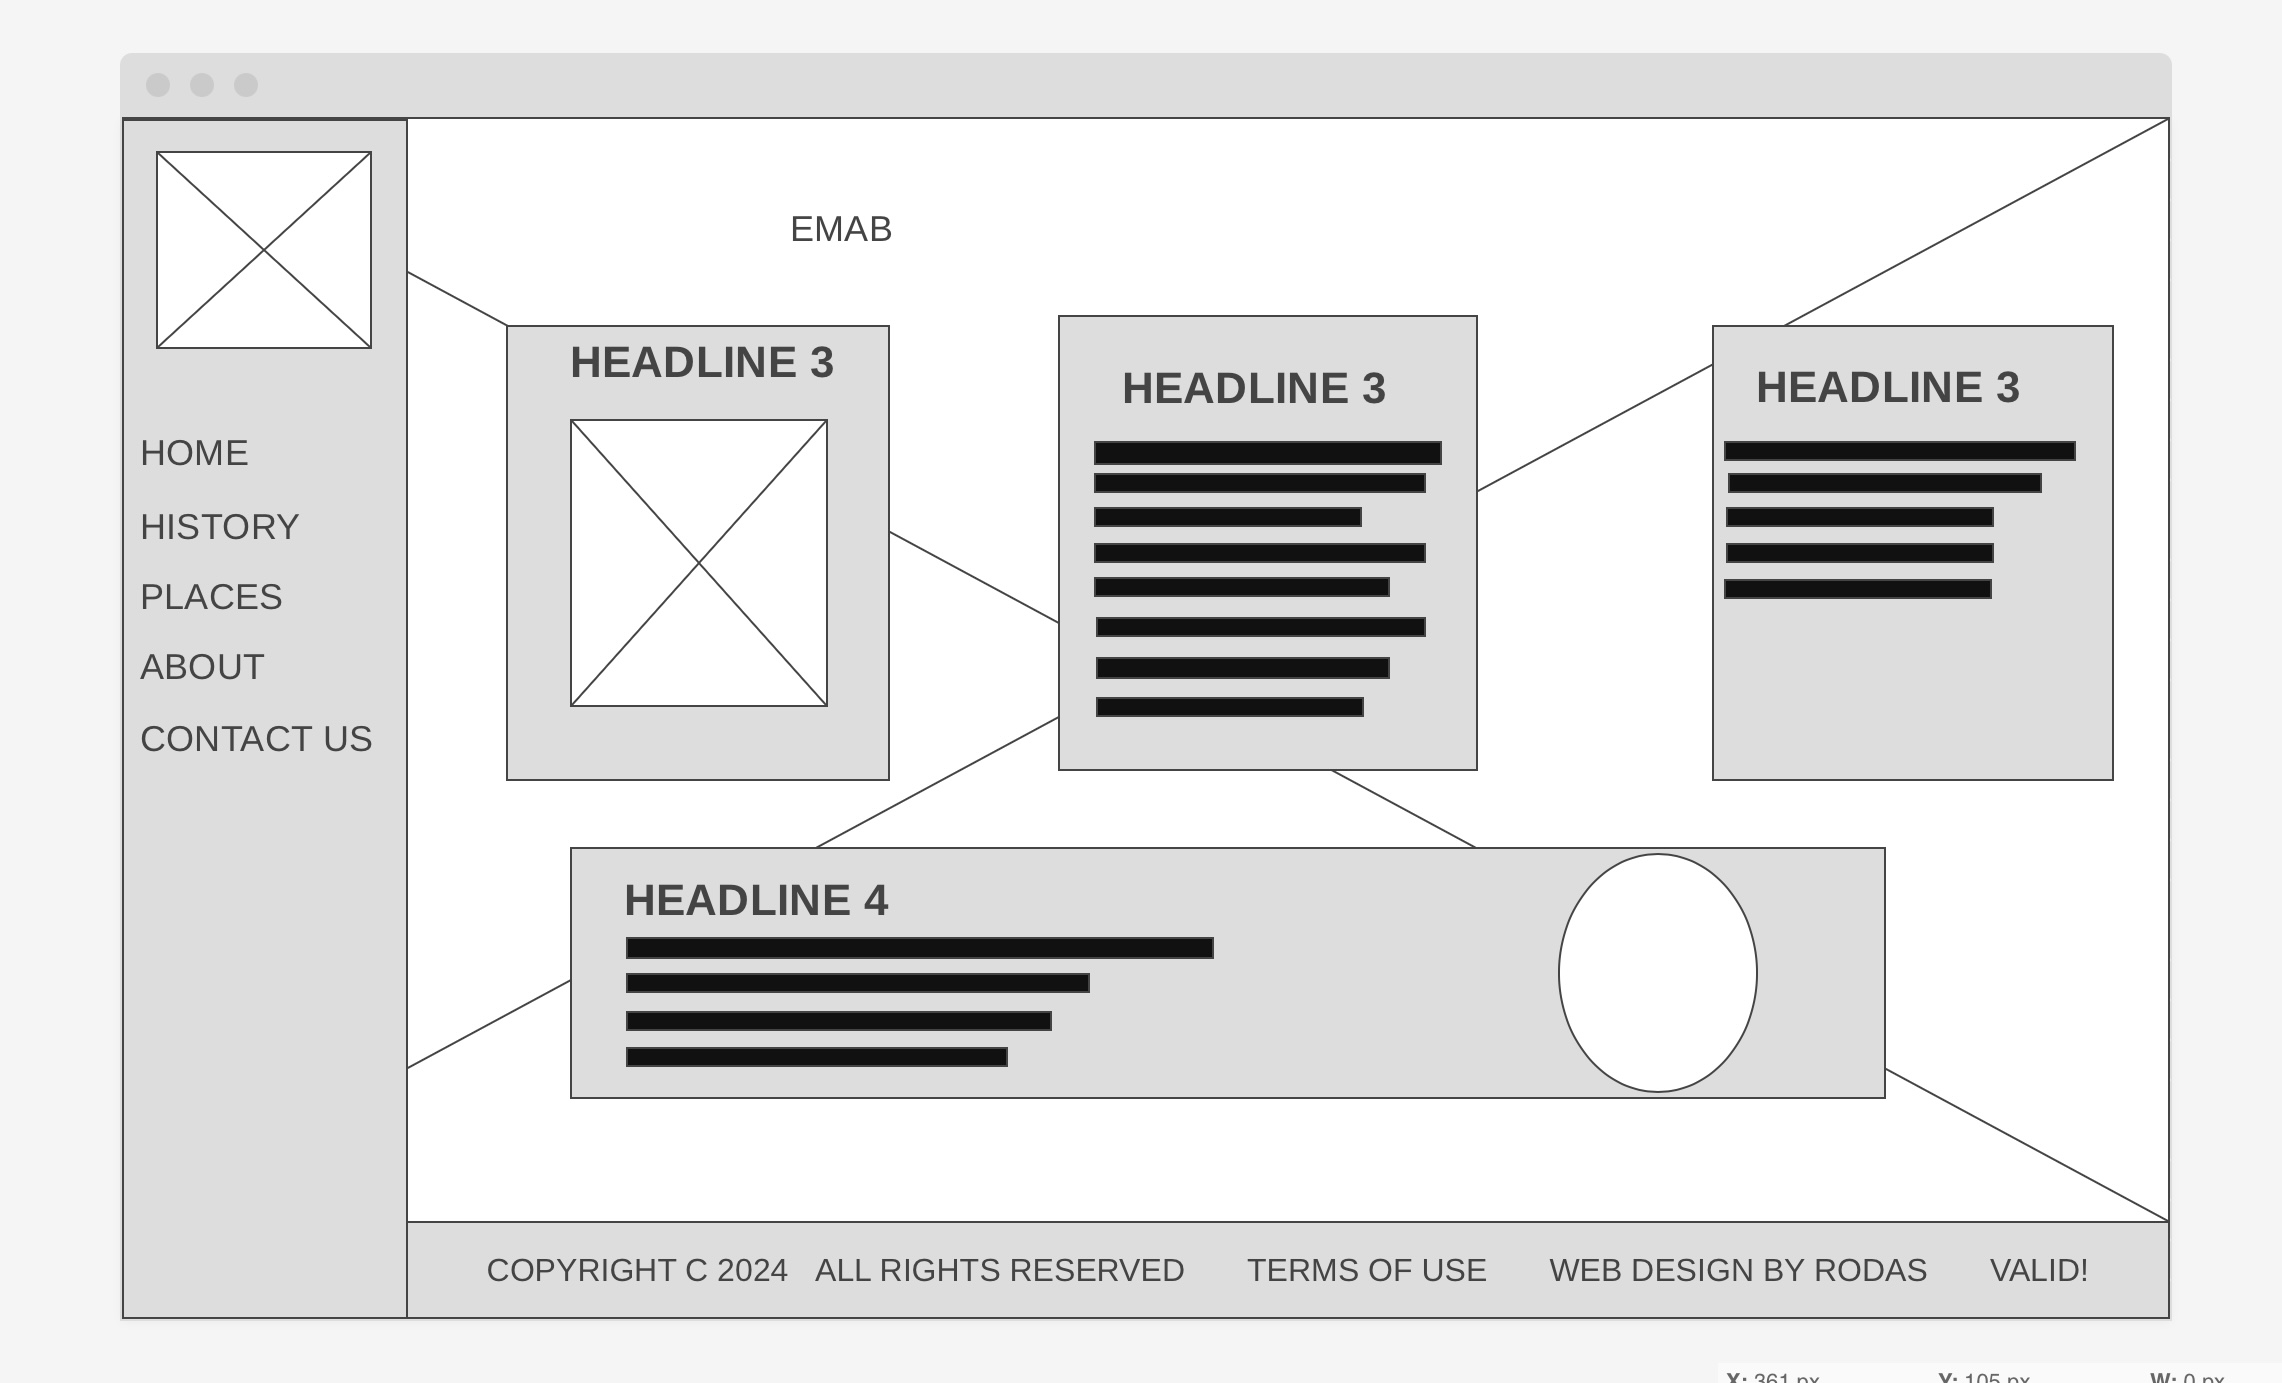 EMAB
HOME
HISTORY
PLACES
ABOUT
CONTACT US
HEADLINE 3
HEADLINE 3
HEADLINE 3
HEADLINE 4
COPYRIGHT C 2024 ALL RIGHTS RESERVED TERMS OF USE WEB DESIGN BY RODAS VALID!
X: 361 px Y: 105 px W: 0 px